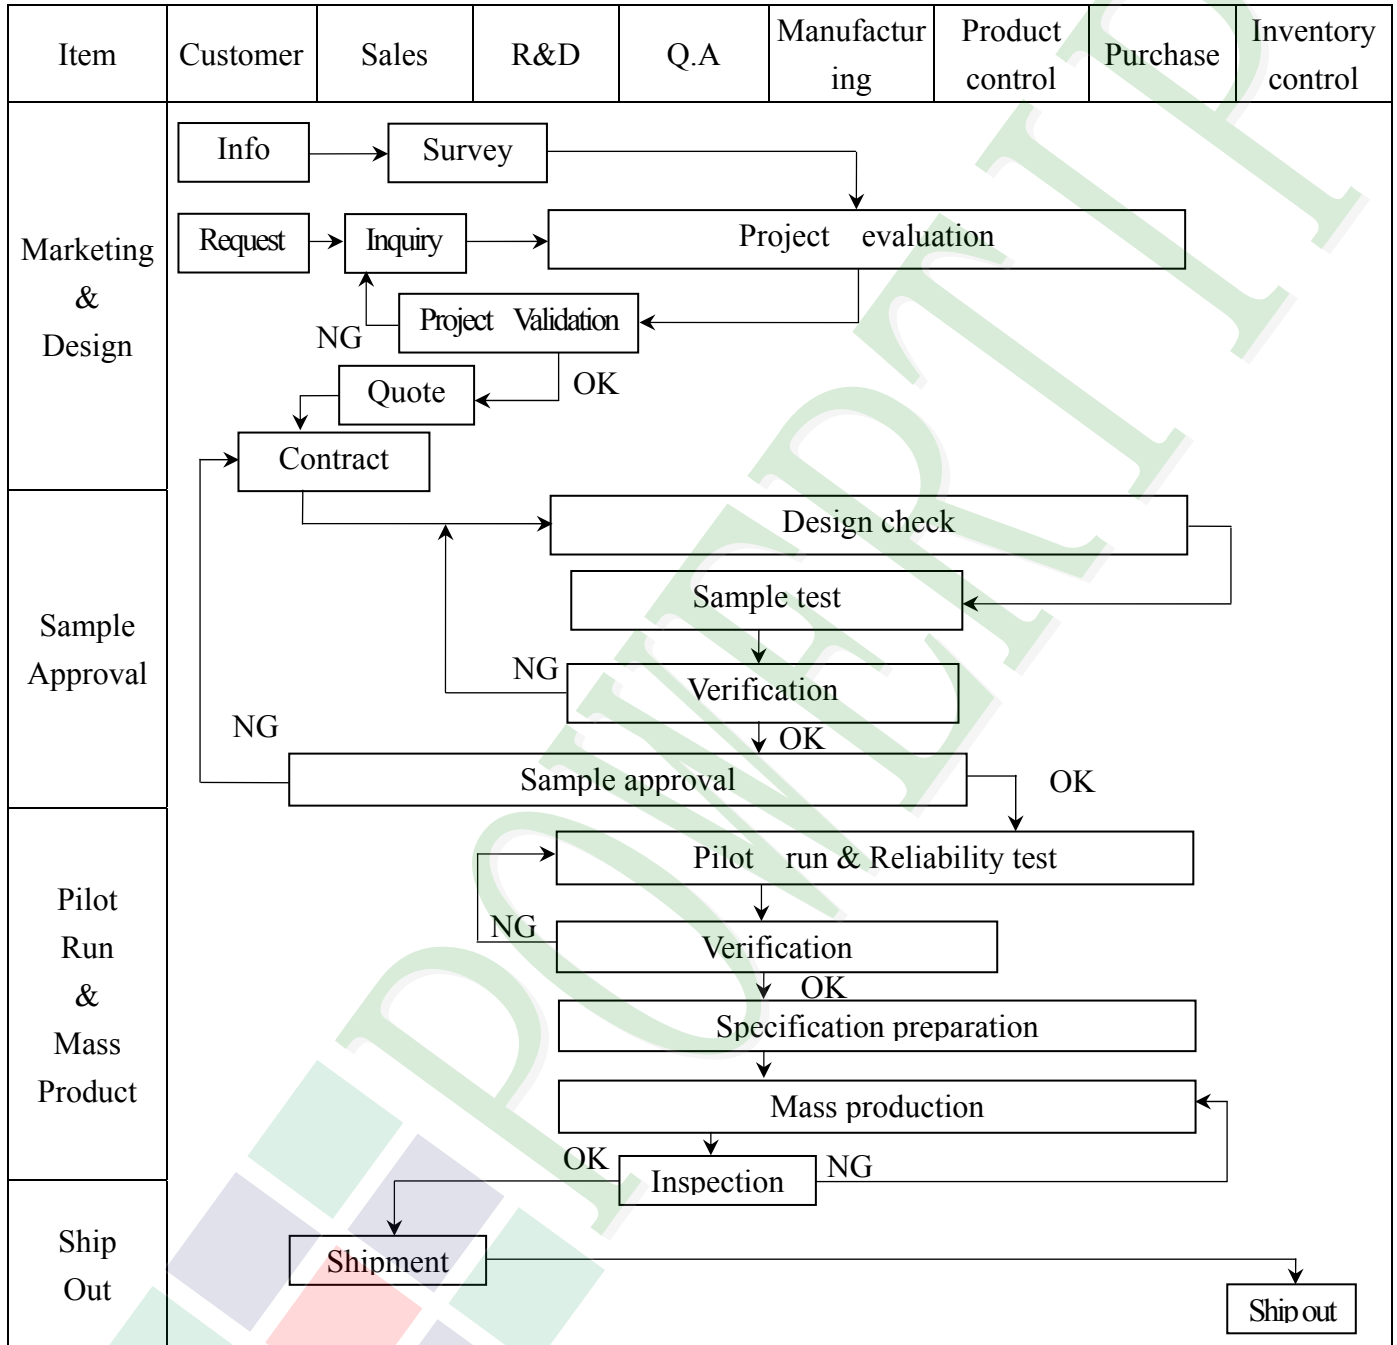 Item
Customer
Sales
R&D
Q.A
Manufactur
ing
Product
control
Purchase
Inventory
control
Marketing
&
Design
Info
Survey
Request
Inquiry
Project evaluation
NG
Project Validation
OK
Quote
Contract
Sample
Approval
Design check
Sample test
NG
Verification
NG
OK
Sample approval
OK
Pilot
Run
&
Mass
Product
Pilot run & Reliability test
NG
Verification
OK
Specification preparation
Mass production
OK
Inspection
NG
Ship
Out
Shipment
Ship out
POWERTIP